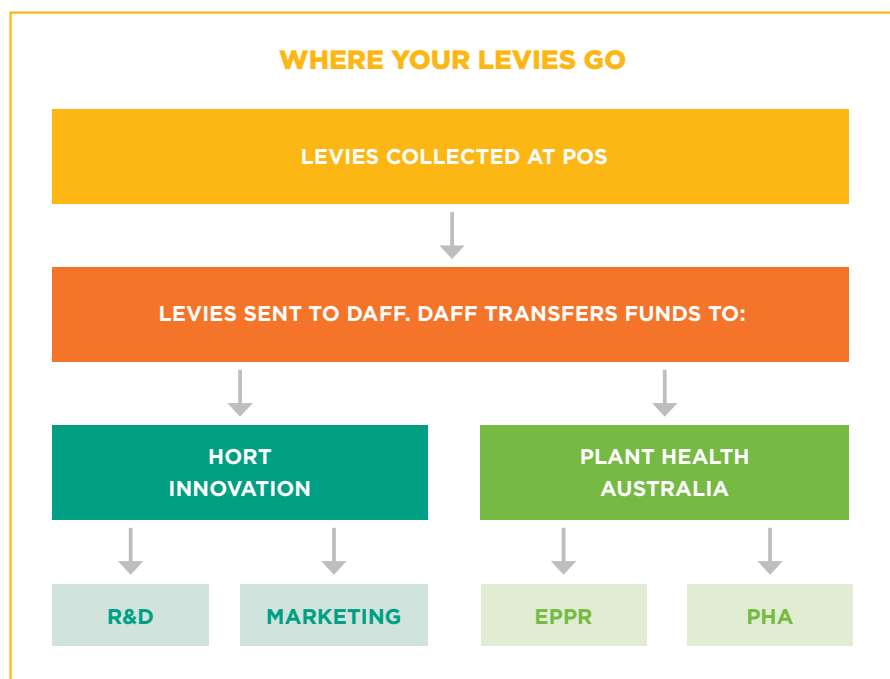 WHERE YOUR LEVIES GO
LEVIES COLLECTED AT POS
LEVIES SENT TO DAFF. DAFF TRANSFERS FUNDS TO:
HORT
INNOVATION
PLANT HEALTH
AUSTRALIA
R&D
MARKETING
EPPR
PHA